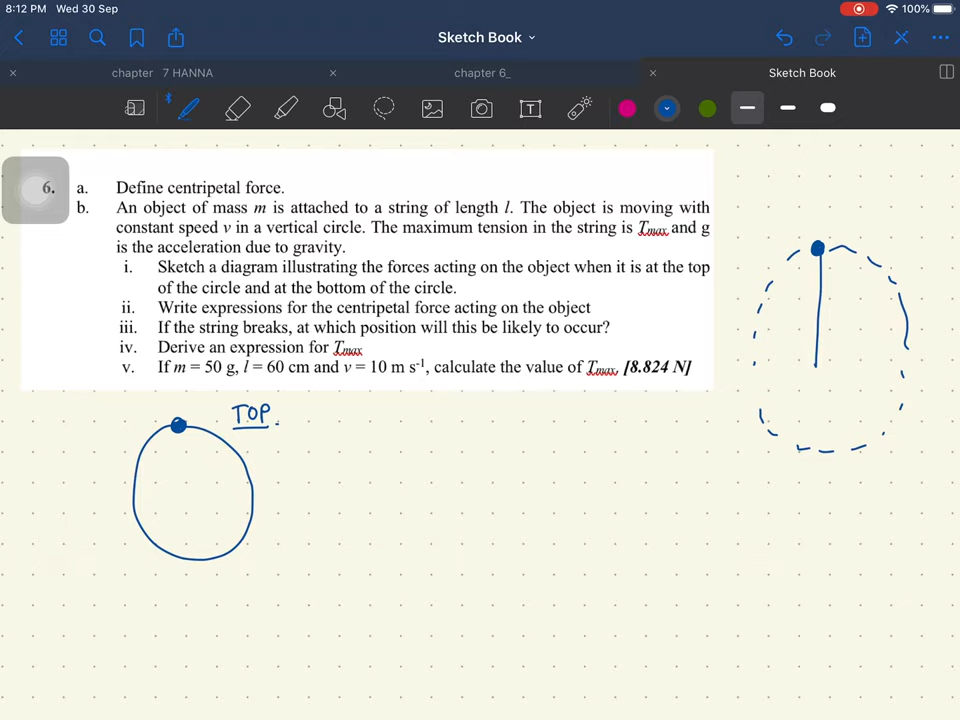 8:12 PM Wed 30 Sep
100%
Sketch Book
chapter 7 HANNA
chapter 6_
Sketch Book
T
6. a. Define centripetal force.
b. An object of mass m is attached to a string of length l. The object is moving with
constant speed v in a vertical circle. The maximum tension in the string is Tmax and g
is the acceleration due to gravity.
i. Sketch a diagram illustrating the forces acting on the object when it is at the top
of the circle and at the bottom of the circle.
ii. Write expressions for the centripetal force acting on the object
iii. If the string breaks, at which position will this be likely to occur?
iv. Derive an expression for Tmax
v. If m = 50 g, l = 60 cm and v = 10 m s⁻¹, calculate the value of Tmax. [8.824 N]
TOP